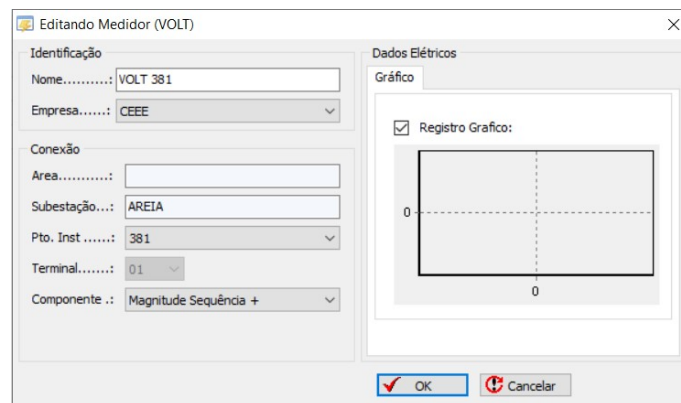 Editando Medidor (VOLT)
Identificação
Nome..........: VOLT 381
Empresa......: CEEE
Conexão
Area...........:
Subestação...: AREIA
Pto. Inst ......: 381
Terminal.......: 01
Componente .: Magnitude Sequência +
Dados Elétricos
Gráfico
Registro Grafico:
0
0
OK
Cancelar